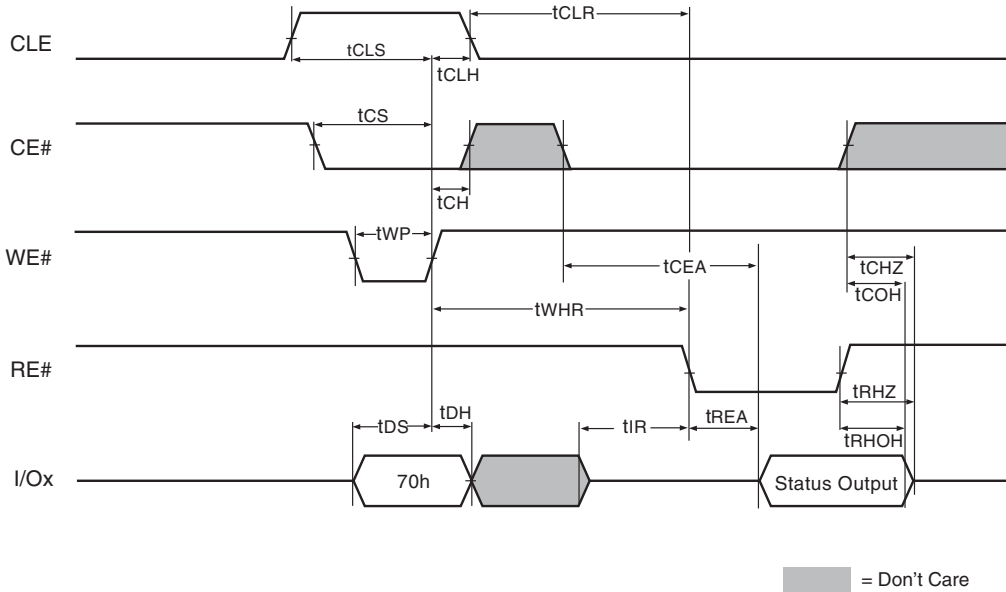 tCLR
CLE
tCLS
tCLH
tCS
CE#
tCH
tWP
WE#
tCEA
tCHZ
tCOH
tWHR
RE#
tRHZ
tDS
tDH
tIR
tREA
tRHOH
I/Ox
70h
Status Output
= Don't Care